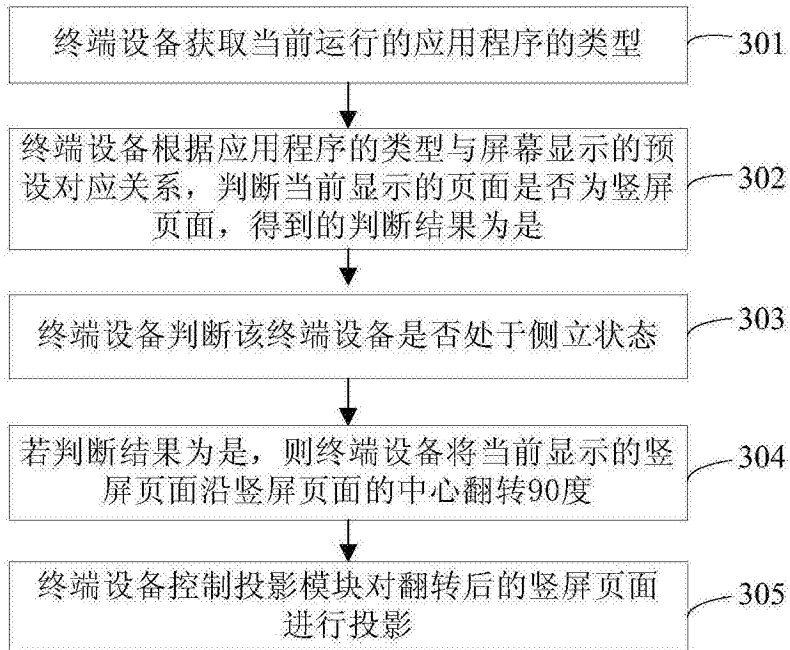 终端设备获取当前运行的应用程序的类型
301
终端设备根据应用程序的类型与屏幕显示的预
设对应关系，判断当前显示的页面是否为竖屏
页面，得到的判断结果为是
302
终端设备判断该终端设备是否处于侧立状态
303
若判断结果为是，则终端设备将当前显示的竖
屏页面沿竖屏页面的中心翻转90度
304
终端设备控制投影模块对翻转后的竖屏页面
进行投影
305